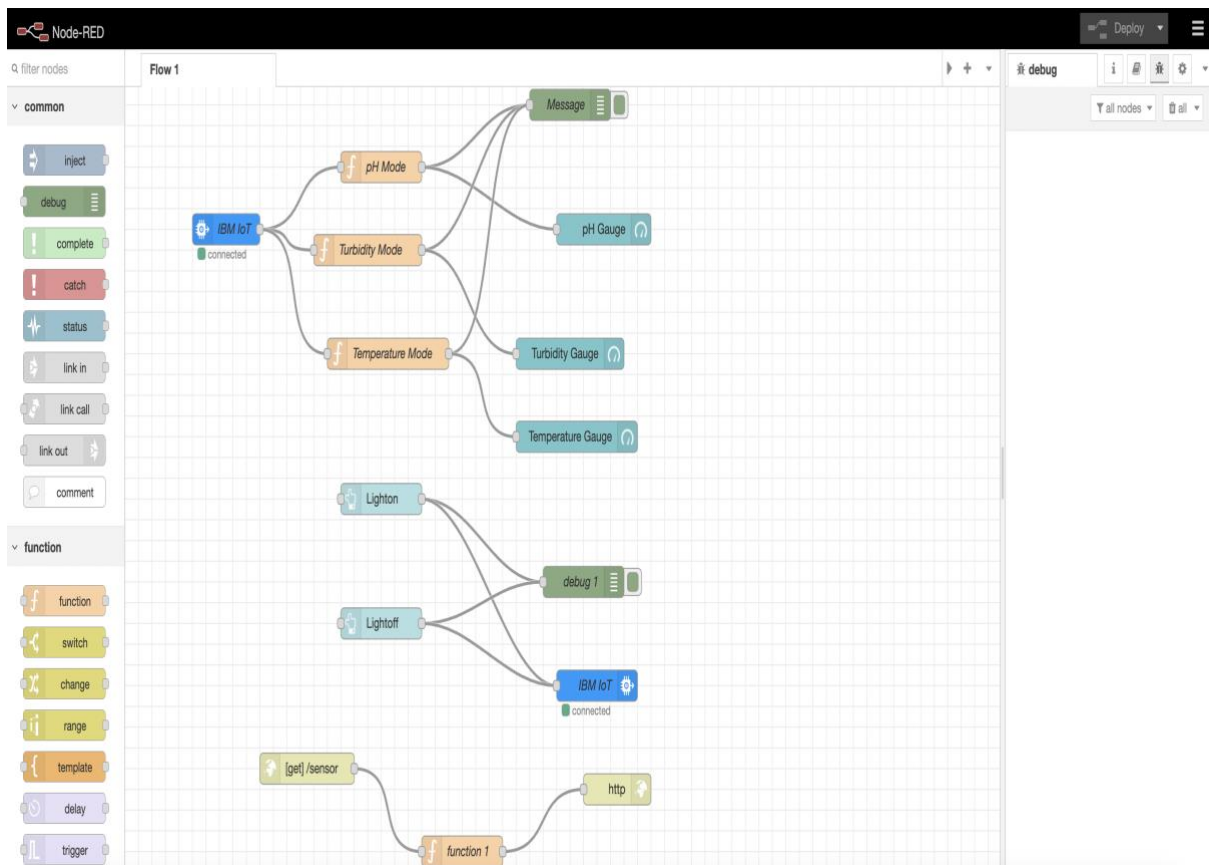 Node-RED
Deploy
filter nodes
Flow 1
debug
i
all nodes
all
common
inject
debug
complete
catch
status
link in
link call
link out
comment
function
function
switch
change
range
template
delay
trigger
Message
pH Mode
IBM IoT
connected
pH Gauge
Turbidity Mode
Temperature Mode
Turbidity Gauge
Temperature Gauge
Lighton
debug 1
Lightoff
IBM IoT
connected
[get] /sensor
http
function 1